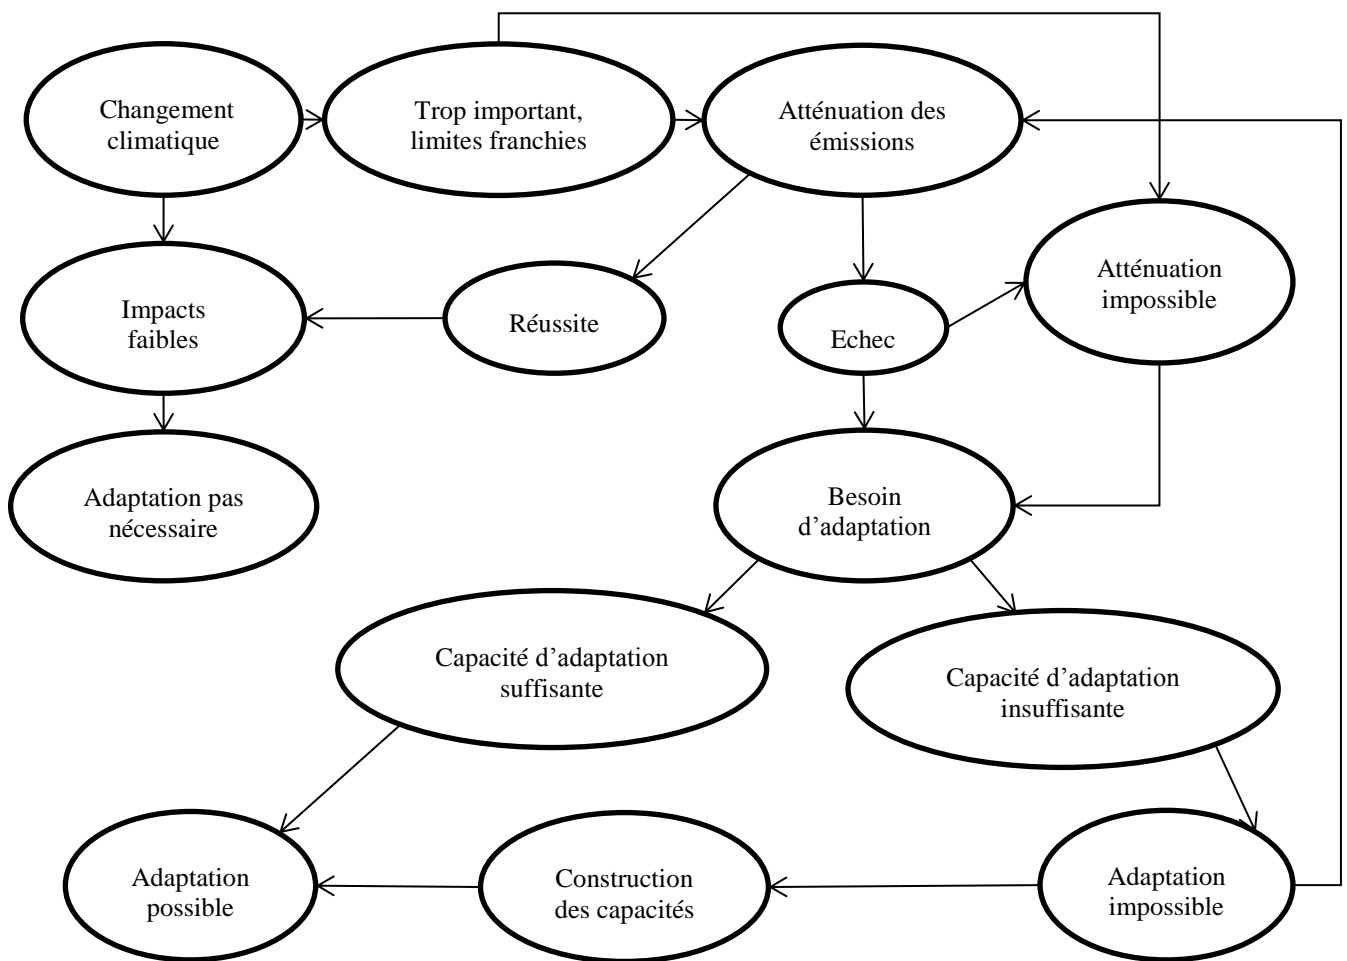 Changement
climatique
Trop important,
limites franchies
Atténuation des
émissions
Atténuation
impossible
Impacts
faibles
Réussite
Echec
Adaptation pas
nécessaire
Besoin
d’adaptation
Capacité d’adaptation
suffisante
Capacité d’adaptation
insuffisante
Adaptation
possible
Construction
des capacités
Adaptation
impossible